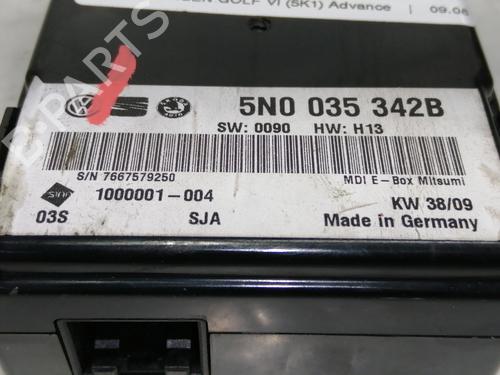 GOLF VI (5K1) Advance | 09.08
5N0 035 342B
SW: 0090 HW: H13
S/N 7667579250 MDI E-Box Mitsumi
1000001-004 KW 38/09
03S SJA Made in Germany
E-PARTS